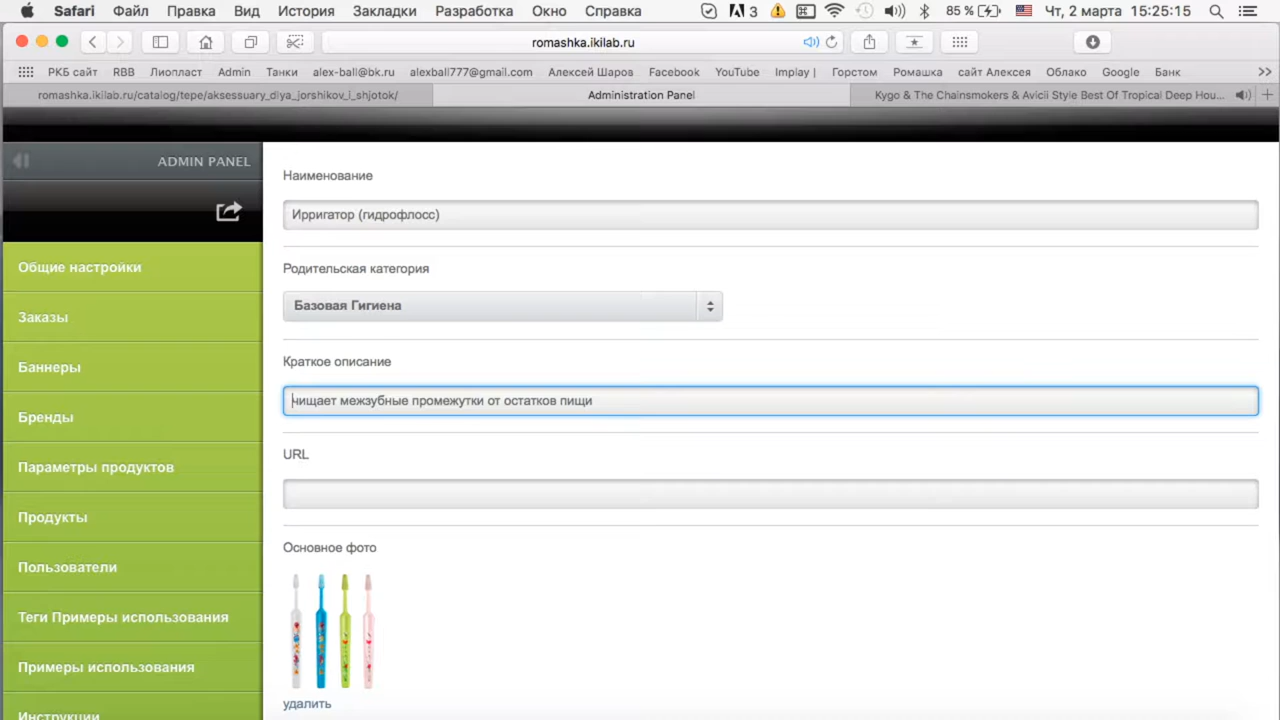 Safari Файл Правка Вид История Закладки Разработка Окно Справка 3 85 % Чт, 2 марта 15:25:15
romashka.ikilab.ru
РКБ сайт RBB Лиопласт Admin Танки alex-ball@bk.ru alexball777@gmail.com Алексей Шаров Facebook YouTube Implay | Горстом Ромашка сайт Алексея Облако Google Банк
romashka.ikilab.ru/catalog/tepe/aksessuary_dlya_jorshikov_i_shjotok/ Administration Panel Kygo & The Chainsmokers & Avicii Style Best Of Tropical Deep Hou...
ADMIN PANEL
Общие настройки
Заказы
Баннеры
Бренды
Параметры продуктов
Продукты
Пользователи
Теги Примеры использования
Примеры использования
Инструкции
Наименование
Ирригатор (гидрофлосс)
Родительская категория
Базовая Гигиена
Краткое описание
чищает межзубные промежутки от остатков пищи
URL
Основное фото
удалить